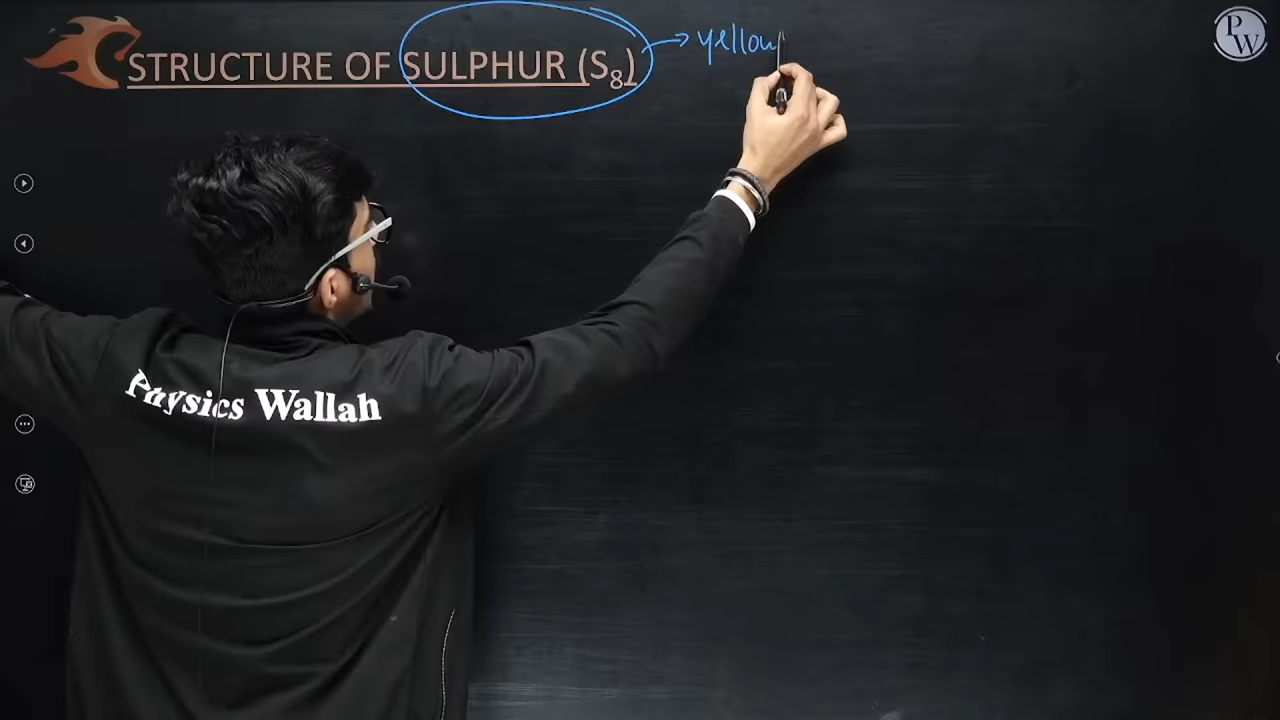 STRUCTURE OF SULPHUR (S₈) → yellow
PW
Physics Wallah